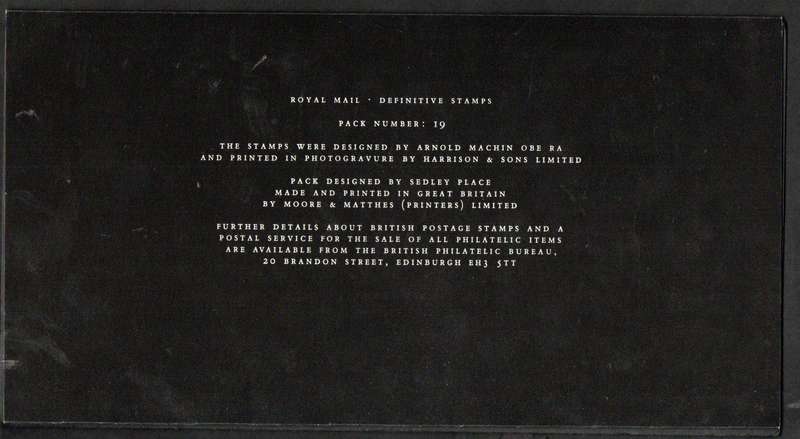 ROYAL MAIL · DEFINITIVE STAMPS
PACK NUMBER: 19
THE STAMPS WERE DESIGNED BY ARNOLD MACHIN OBE RA
AND PRINTED IN PHOTOGRAVURE BY HARRISON & SONS LIMITED
PACK DESIGNED BY SEDLEY PLACE
MADE AND PRINTED IN GREAT BRITAIN
BY MOORE & MATTHES (PRINTERS) LIMITED
FURTHER DETAILS ABOUT BRITISH POSTAGE STAMPS AND A
POSTAL SERVICE FOR THE SALE OF ALL PHILATELIC ITEMS
ARE AVAILABLE FROM THE BRITISH PHILATELIC BUREAU,
20 BRANDON STREET, EDINBURGH EH3 5TT